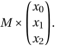 M × ( x₀
x₁
x₂ ).